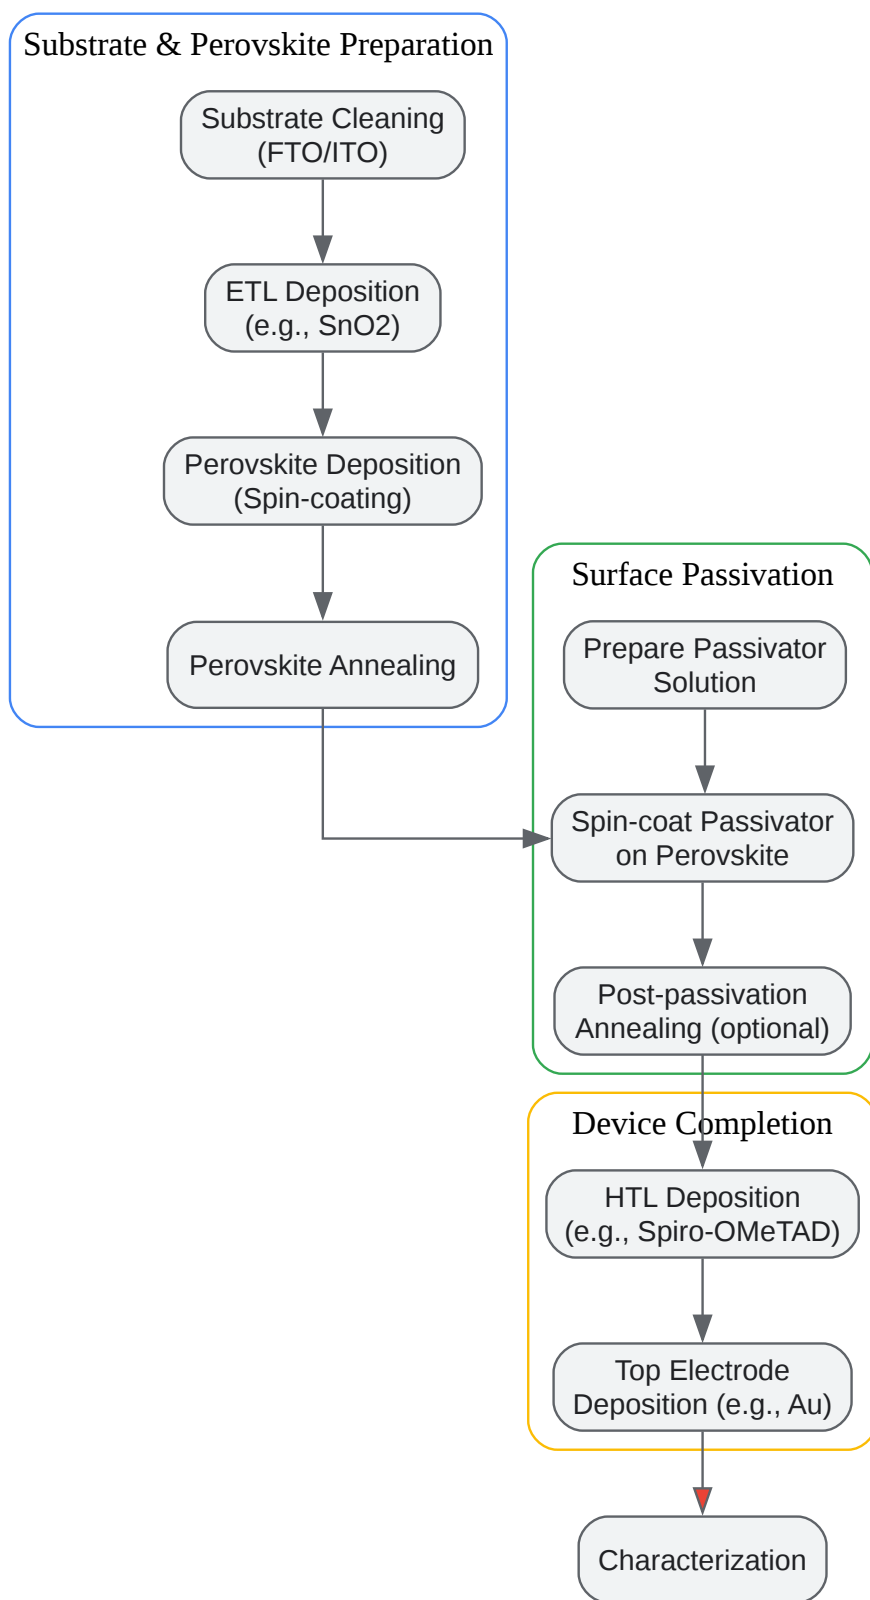 Substrate & Perovskite Preparation
Substrate Cleaning
(FTO/ITO)
ETL Deposition
(e.g., SnO2)
Perovskite Deposition
(Spin-coating)
Perovskite Annealing
Surface Passivation
Prepare Passivator
Solution
Spin-coat Passivator
on Perovskite
Post-passivation
Annealing (optional)
Device Completion
HTL Deposition
(e.g., Spiro-OMeTAD)
Top Electrode
Deposition (e.g., Au)
Characterization